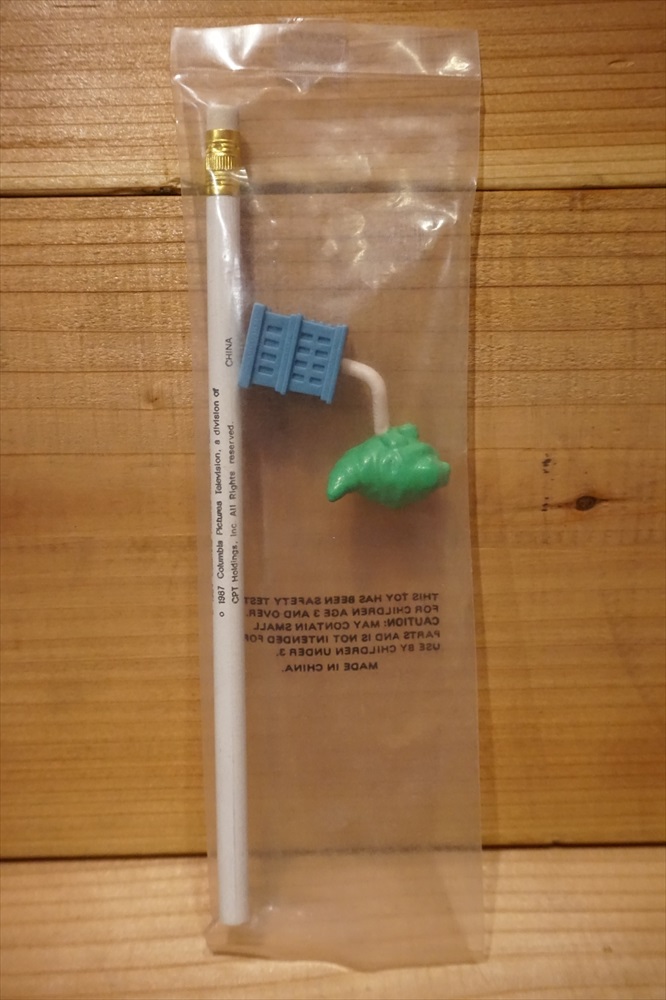 CHINA
© 1987 Columbia Pictures Television, a division of
CPT Holdings, Inc. All Rights reserved.
THIS TOY HAS BEEN SAFETY TEST
FOR CHILDREN AGE 3 AND OVER.
CAUTION: MAY CONTAIN SMALL
PARTS AND IS NOT INTENDED FOR
USE BY CHILDREN UNDER 3.
MADE IN CHINA.